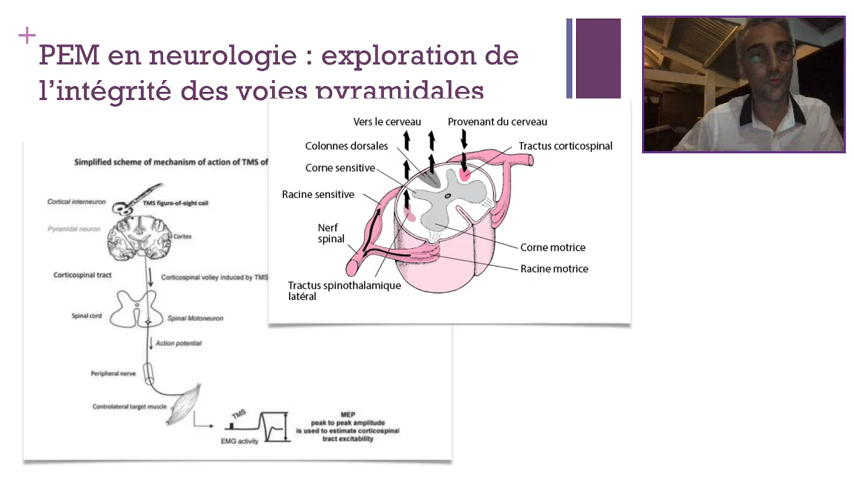 +
PEM en neurologie : exploration de
l'intégrité des voies pyramidales
Simplified scheme of mechanism of action of TMS of
Cortical interneuron
TMS figure-of-eight coil
Pyramidal neuron
Cortex
Corticospinal tract
Corticospinal volley induced by TMS
Spinal cord
Spinal Motoneuron
Action potential
Peripheral nerve
Controlateral target muscle
TMS
EMG activity
MEP
peak to peak amplitude
is used to estimate corticospinal
tract excitability
Vers le cerveau
Provenant du cerveau
Colonnes dorsales
Tractus corticospinal
Corne sensitive
Racine sensitive
Nerf
spinal
Corne motrice
Racine motrice
Tractus spinothalamique
latéral